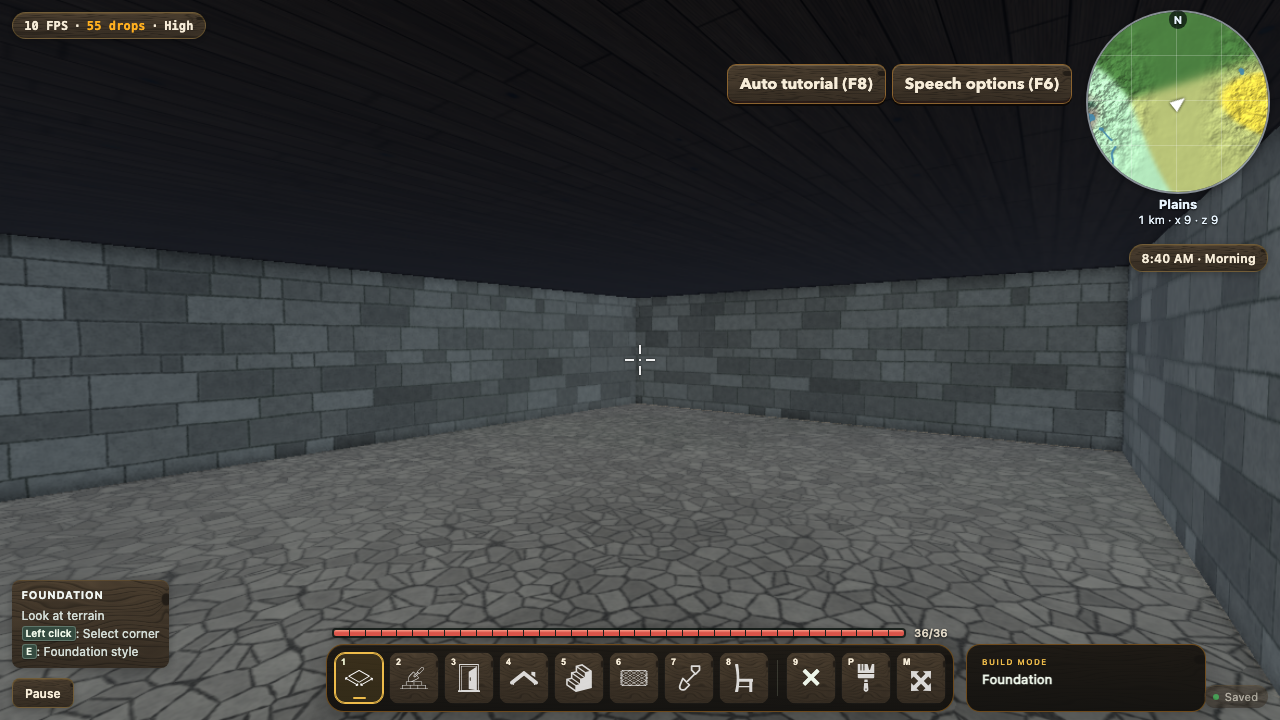 10 FPS · 55 drops · High
Auto tutorial (F8)
Speech options (F6)
N
Plains
1 km · x 9 · z 9
8:40 AM · Morning
FOUNDATION
Look at terrain
Left click: Select corner
E: Foundation style
Pause
36/36
1
2
3
4
5
6
7
8
9
P
M
BUILD MODE
Foundation
Saved